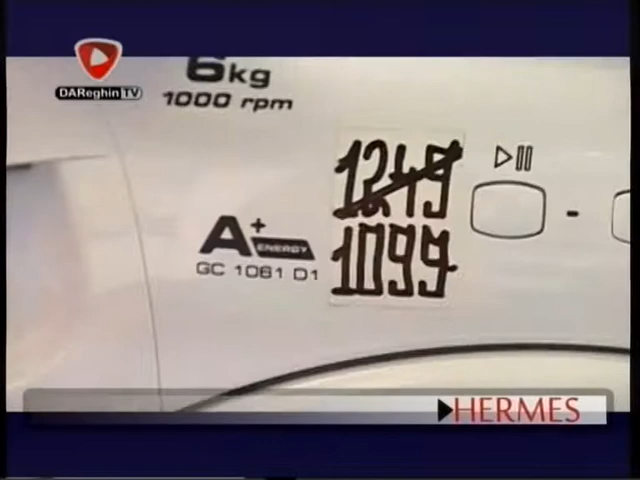 DAReghin TV
6kg
1000 rpm
1249
1099
A+
ENERGY
GC 1061 D1
HERMES